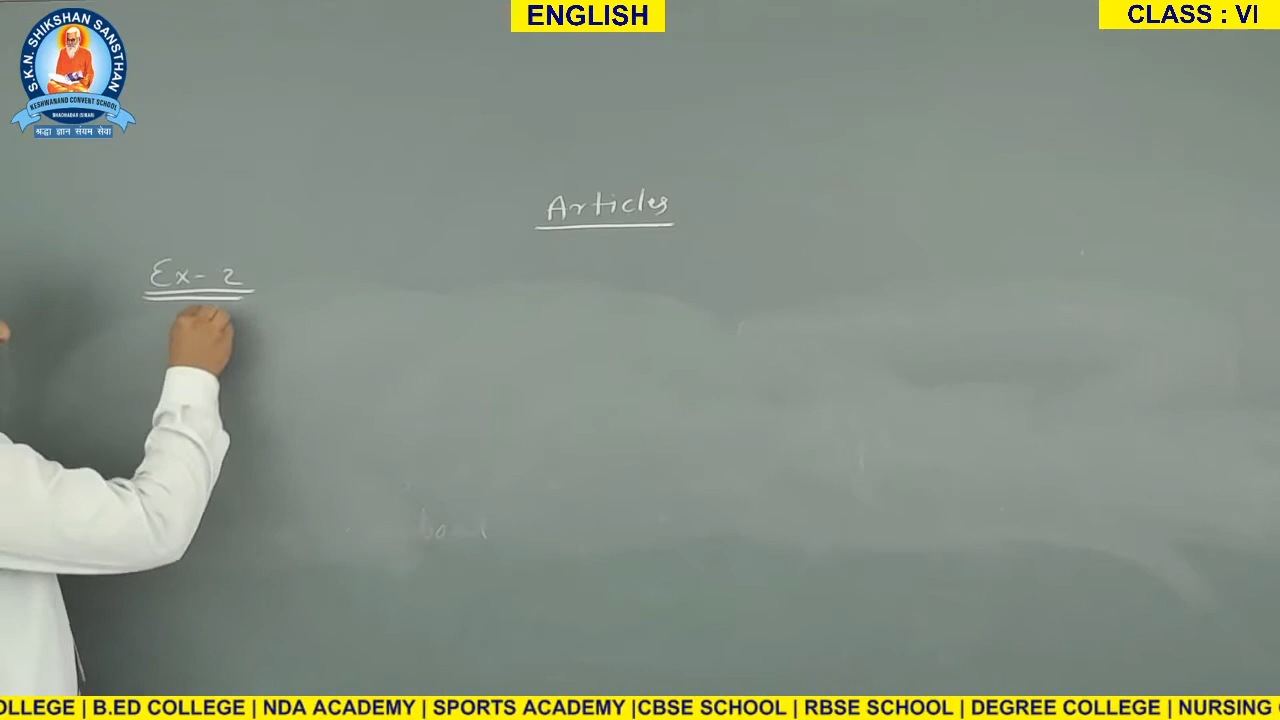 ENGLISH
CLASS : VI
S.K.N. SHIKSHAN SANSTHAN
KESHWANAND CONVENT SCHOOL
श्रद्धा ज्ञान संयम सेवा
Articles
Ex- 2
OLLEGE | B.ED COLLEGE | NDA ACADEMY | SPORTS ACADEMY |CBSE SCHOOL | RBSE SCHOOL | DEGREE COLLEGE | NURSING